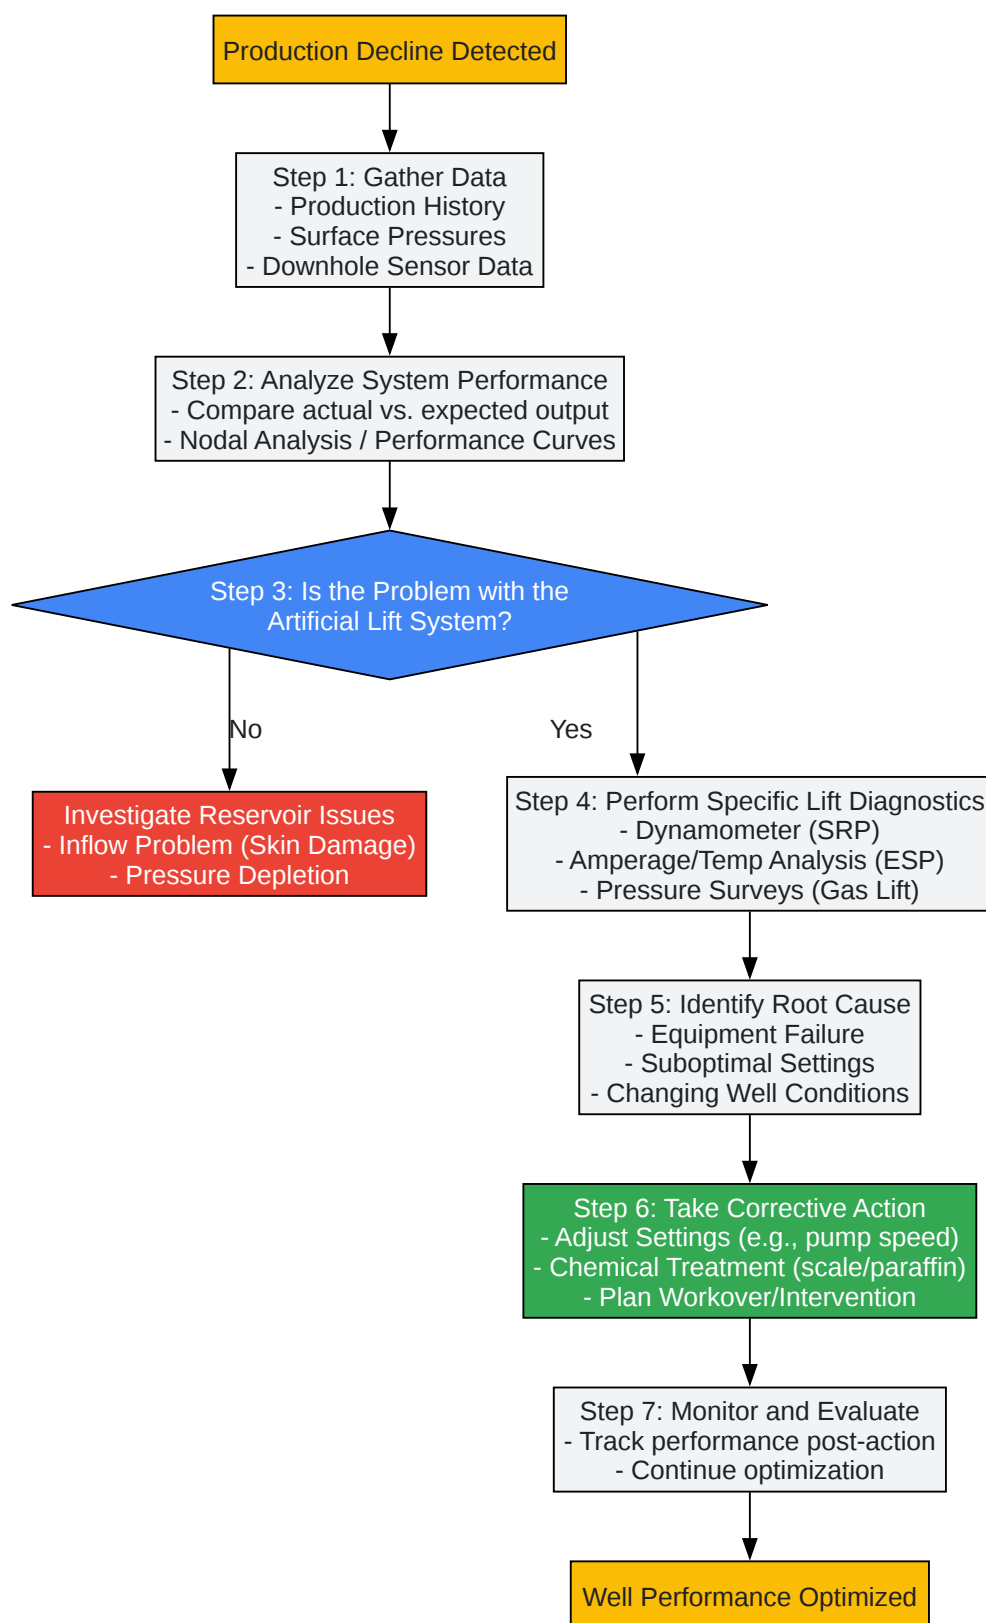 Production Decline Detected
Step 1: Gather Data
- Production History
- Surface Pressures
- Downhole Sensor Data
Step 2: Analyze System Performance
- Compare actual vs. expected output
- Nodal Analysis / Performance Curves
Step 3: Is the Problem with the
Artificial Lift System?
No
Yes
Investigate Reservoir Issues
- Inflow Problem (Skin Damage)
- Pressure Depletion
Step 4: Perform Specific Lift Diagnostics
- Dynamometer (SRP)
- Amperage/Temp Analysis (ESP)
- Pressure Surveys (Gas Lift)
Step 5: Identify Root Cause
- Equipment Failure
- Suboptimal Settings
- Changing Well Conditions
Step 6: Take Corrective Action
- Adjust Settings (e.g., pump speed)
- Chemical Treatment (scale/paraffin)
- Plan Workover/Intervention
Step 7: Monitor and Evaluate
- Track performance post-action
- Continue optimization
Well Performance Optimized